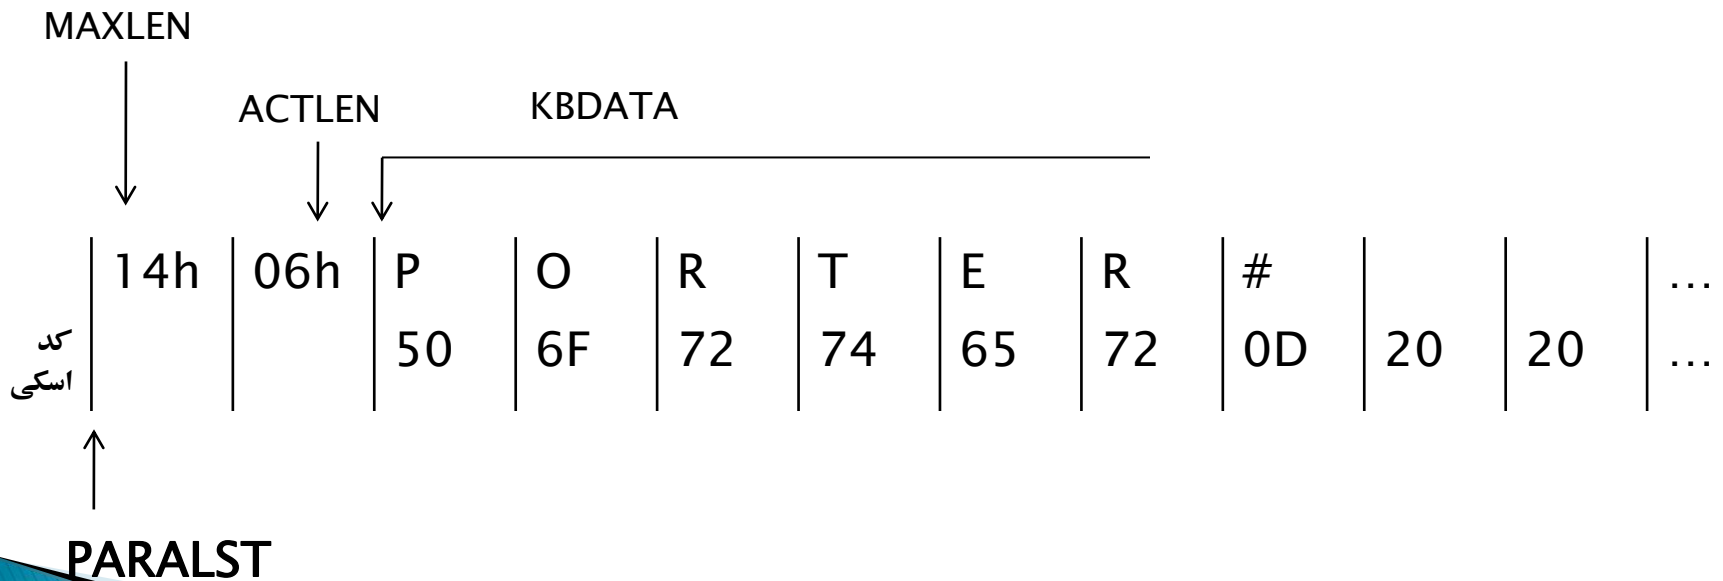 MAXLEN
ACTLEN KBDATA
14h 06h P O R T E R # ...
کد
50 6F 72 74 65 72 0D 20 20 ...
اسکی
PARALST